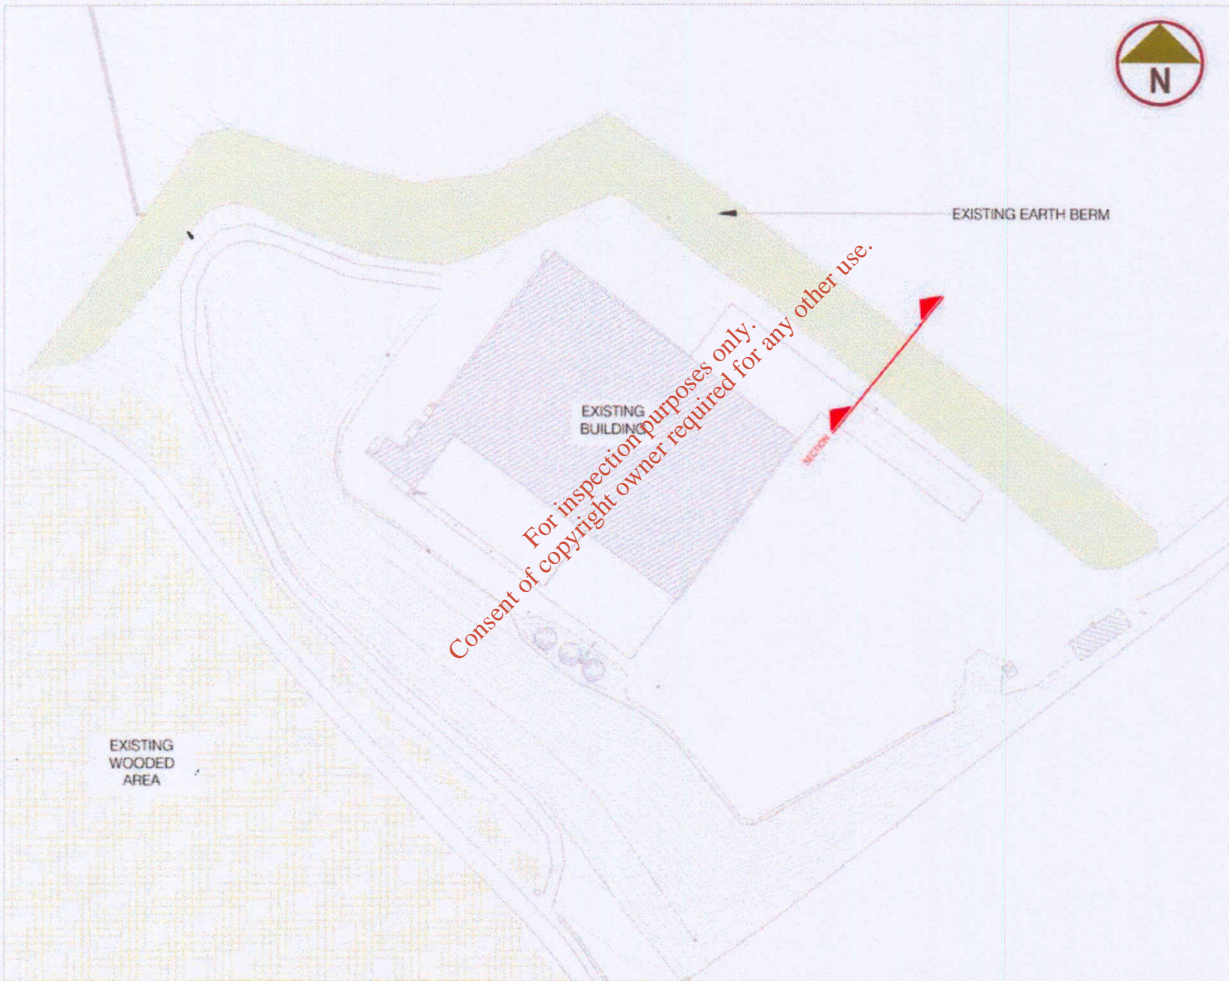 N
EXISTING EARTH BERM
EXISTING
BUILDING
SECTION
For inspection purposes only.
Consent of copyright owner required for any other use.
EXISTING
WOODED
AREA